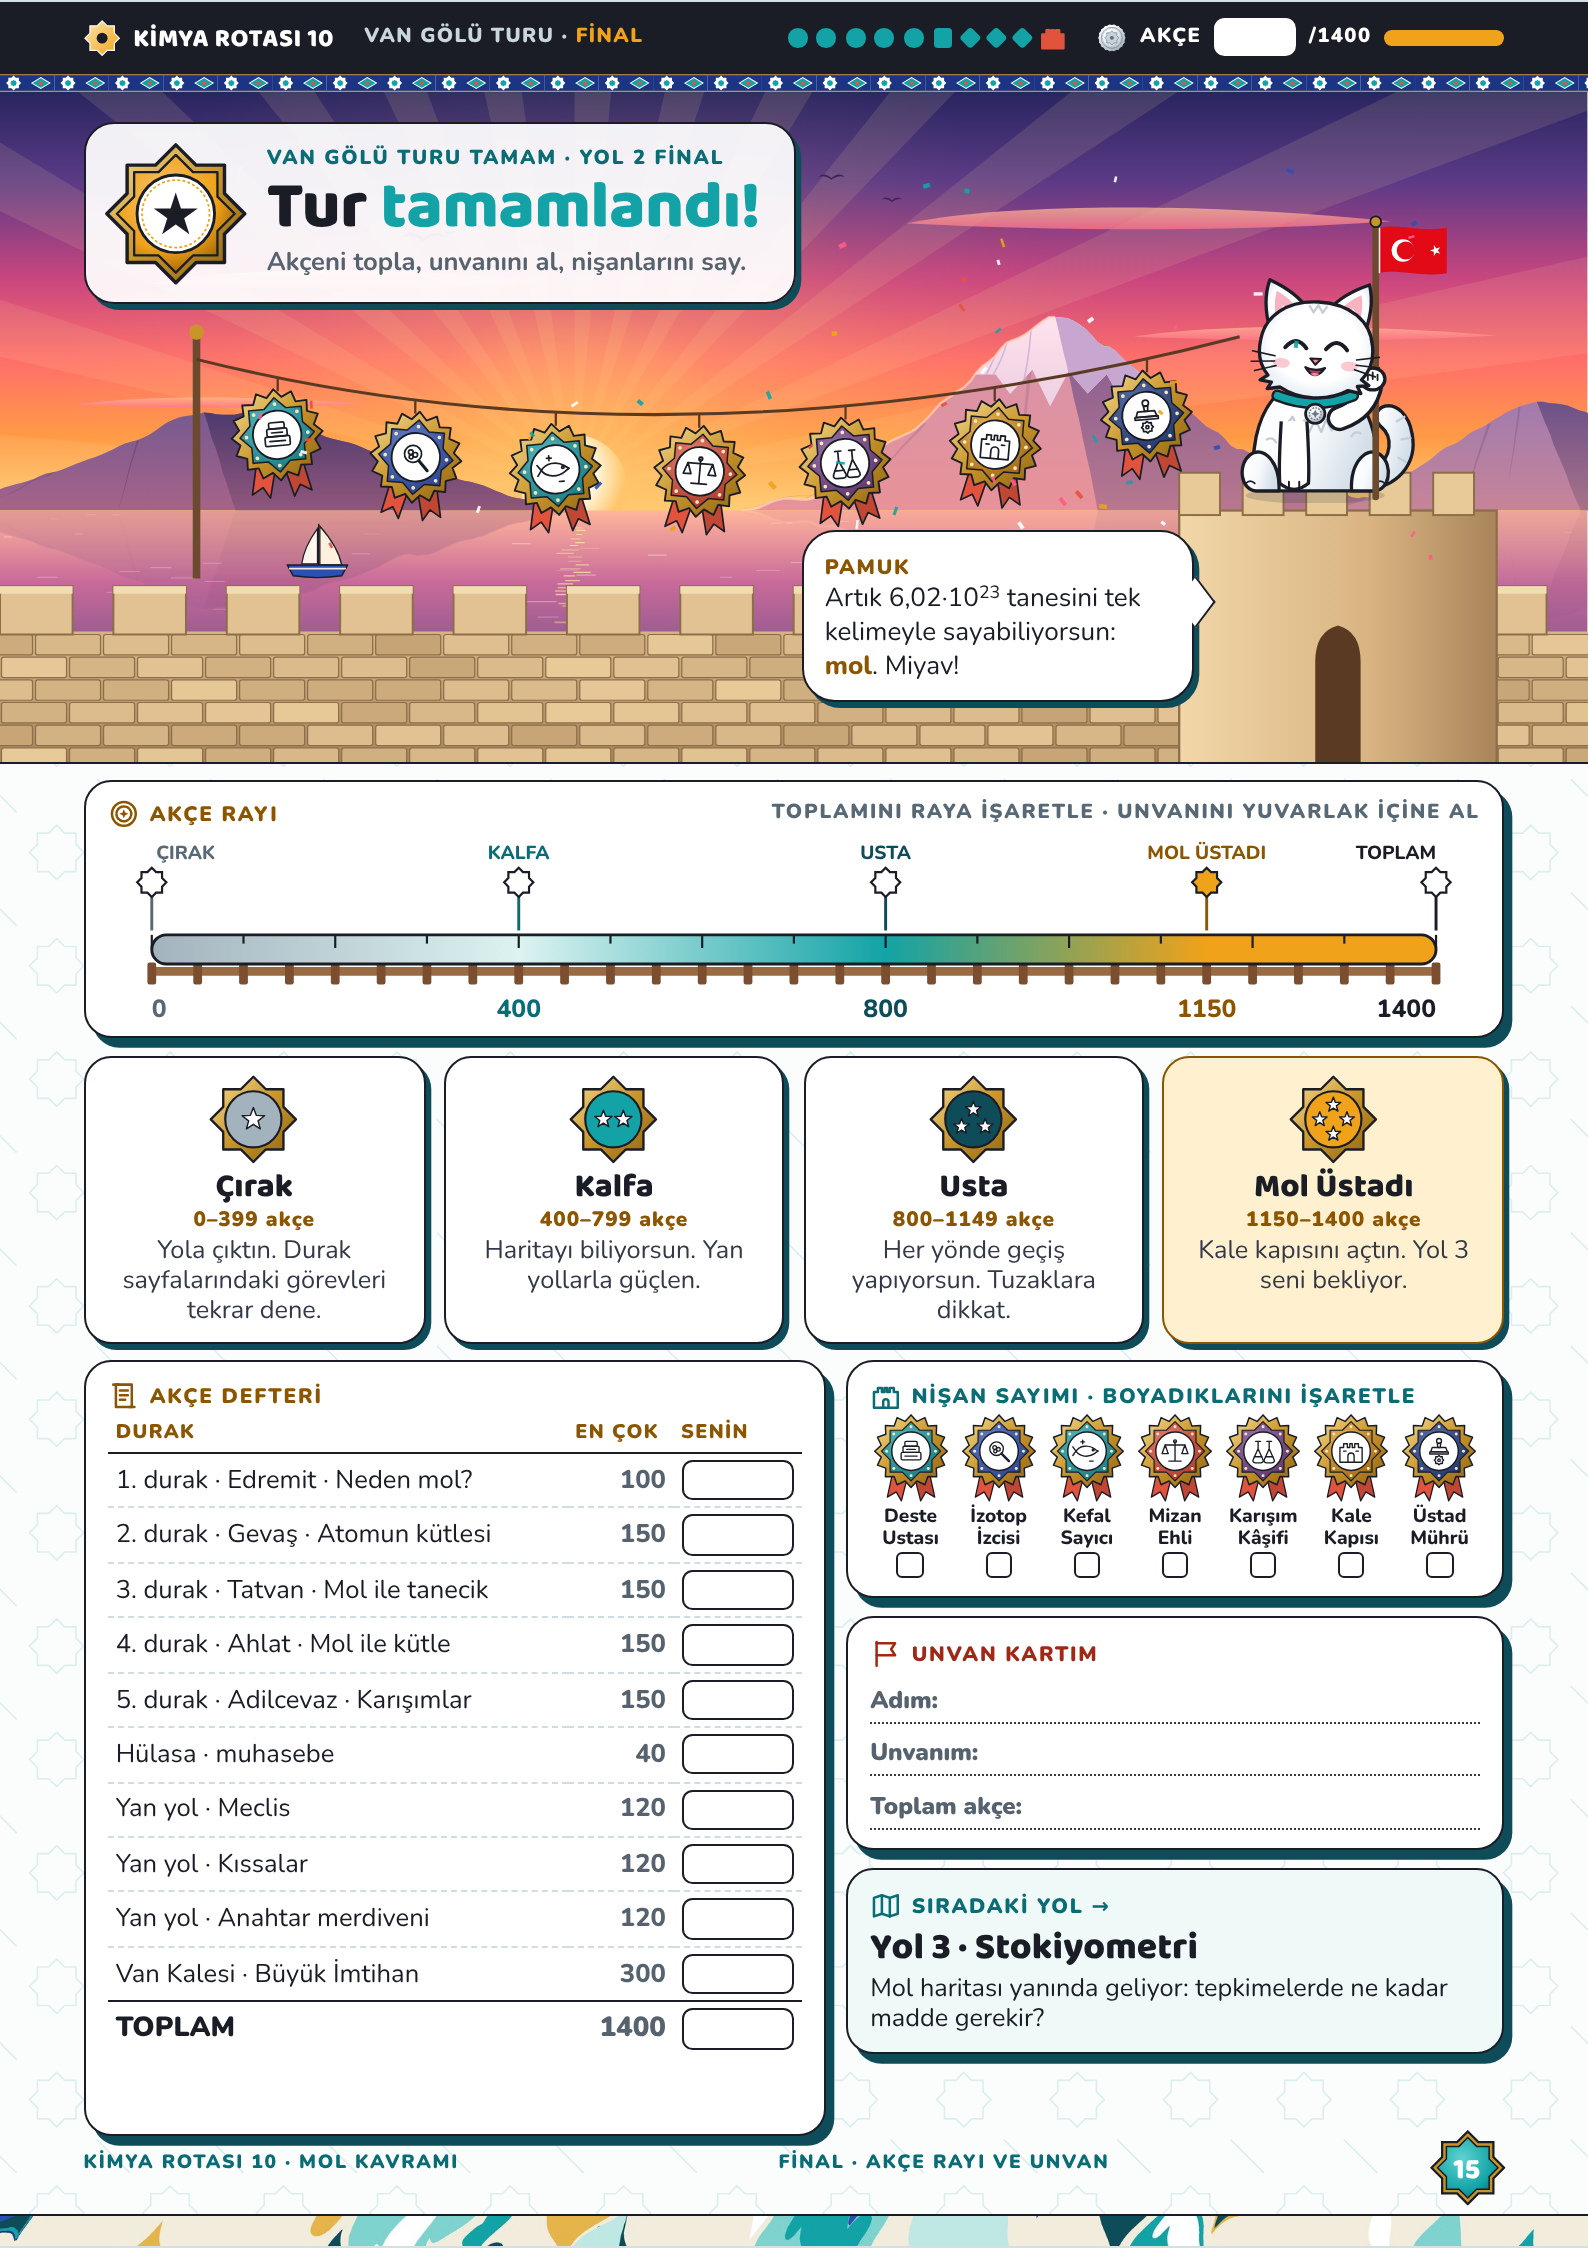 KİMYA ROTASI 10
VAN GÖLÜ TURU · FİNAL
AKÇE /1400
VAN GÖLÜ TURU TAMAM · YOL 2 FİNAL
Tur tamamlandı!
Akçeni topla, unvanını al, nişanlarını say.
PAMUK
Artık 6,02·10²³ tanesini tek
kelimeyle sayabiliyorsun:
mol. Miyav!
AKÇE RAYI
TOPLAMINI RAYA İŞARETLE · UNVANINI YUVARLAK İÇİNE AL
ÇIRAK KALFA USTA MOL ÜSTADI TOPLAM
0 400 800 1150 1400
Çırak
0–399 akçe
Yola çıktın. Durak
sayfalarındaki görevleri
tekrar dene.
Kalfa
400–799 akçe
Haritayı biliyorsun. Yan
yollarla güçlen.
Usta
800–1149 akçe
Her yönde geçiş
yapıyorsun. Tuzaklara
dikkat.
Mol Üstadı
1150–1400 akçe
Kale kapısını açtın. Yol 3
seni bekliyor.
AKÇE DEFTERİ
DURAK EN ÇOK SENİN
1. durak · Edremit · Neden mol? 100
2. durak · Gevaş · Atomun kütlesi 150
3. durak · Tatvan · Mol ile tanecik 150
4. durak · Ahlat · Mol ile kütle 150
5. durak · Adilcevaz · Karışımlar 150
Hülasa · muhasebe 40
Yan yol · Meclis 120
Yan yol · Kıssalar 120
Yan yol · Anahtar merdiveni 120
Van Kalesi · Büyük İmtihan 300
TOPLAM 1400
NİŞAN SAYIMI · BOYADIKLARINI İŞARETLE
Deste Ustası
İzotop İzcisi
Kefal Sayıcı
Mizan Ehli
Karışım Kâşifi
Kale Kapısı
Üstad Mührü
UNVAN KARTIM
Adım:
Unvanım:
Toplam akçe:
SIRADAKİ YOL →
Yol 3 · Stokiyometri
Mol haritası yanında geliyor: tepkimelerde ne kadar
madde gerekir?
KİMYA ROTASI 10 · MOL KAVRAMI
FİNAL · AKÇE RAYI VE UNVAN
15